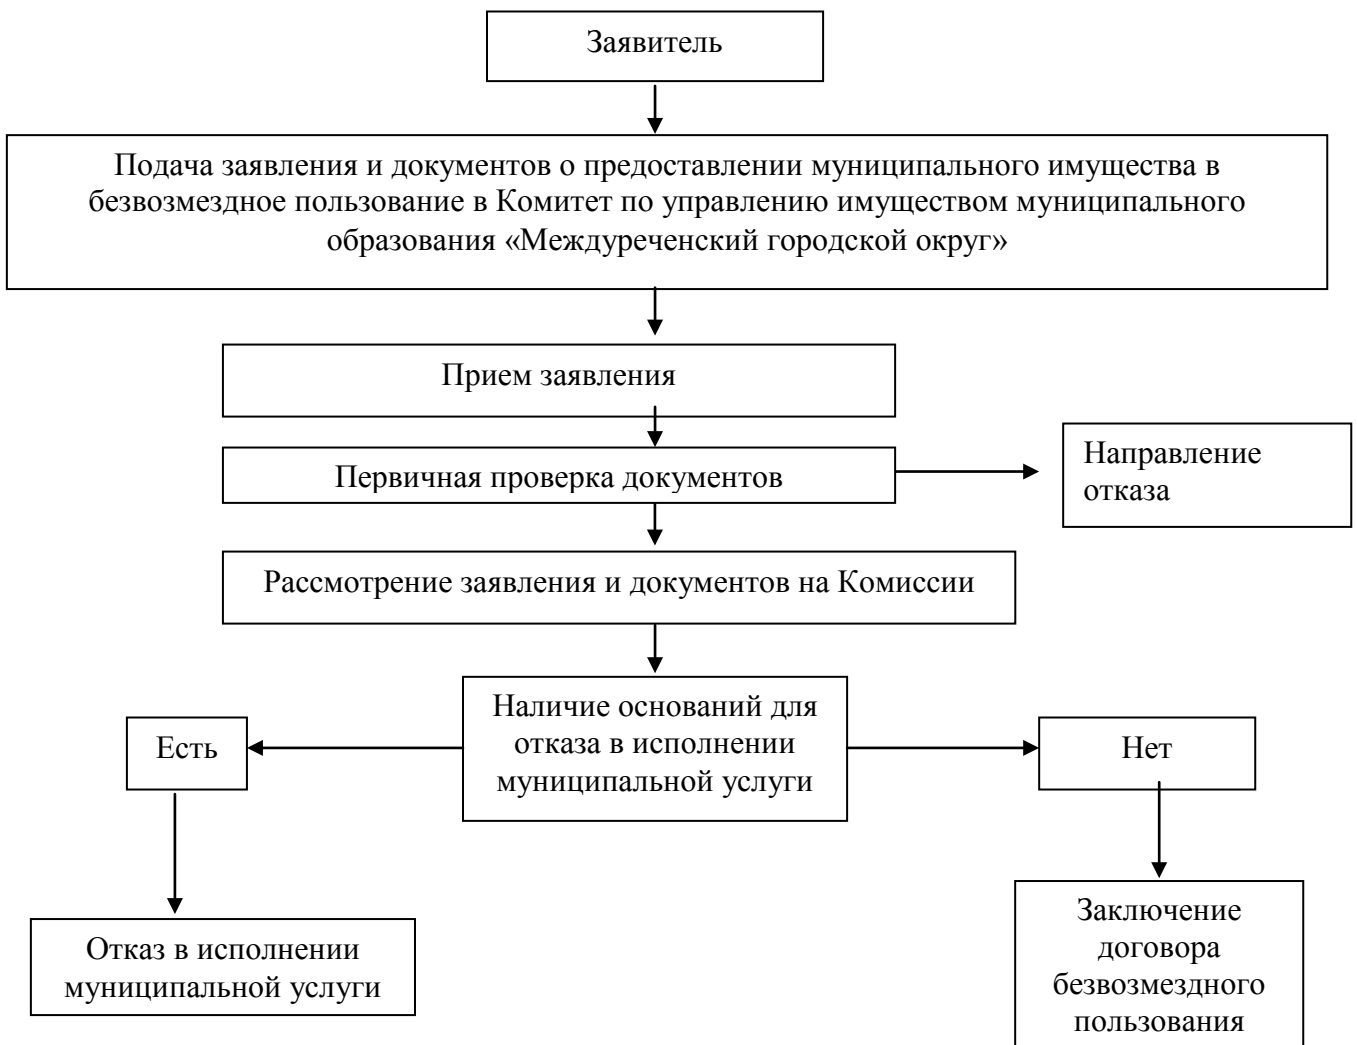 Заявитель
Подача заявления и документов о предоставлении муниципального имущества в
безвозмездное пользование в Комитет по управлению имуществом муниципального
образования «Междуреченский городской округ»
Прием заявления
Первичная проверка документов
Направление
отказа
Рассмотрение заявления и документов на Комиссии
Наличие оснований для
отказа в исполнении
муниципальной услуги
Есть
Нет
Отказ в исполнении
муниципальной услуги
Заключение
договора
безвозмездного
пользования